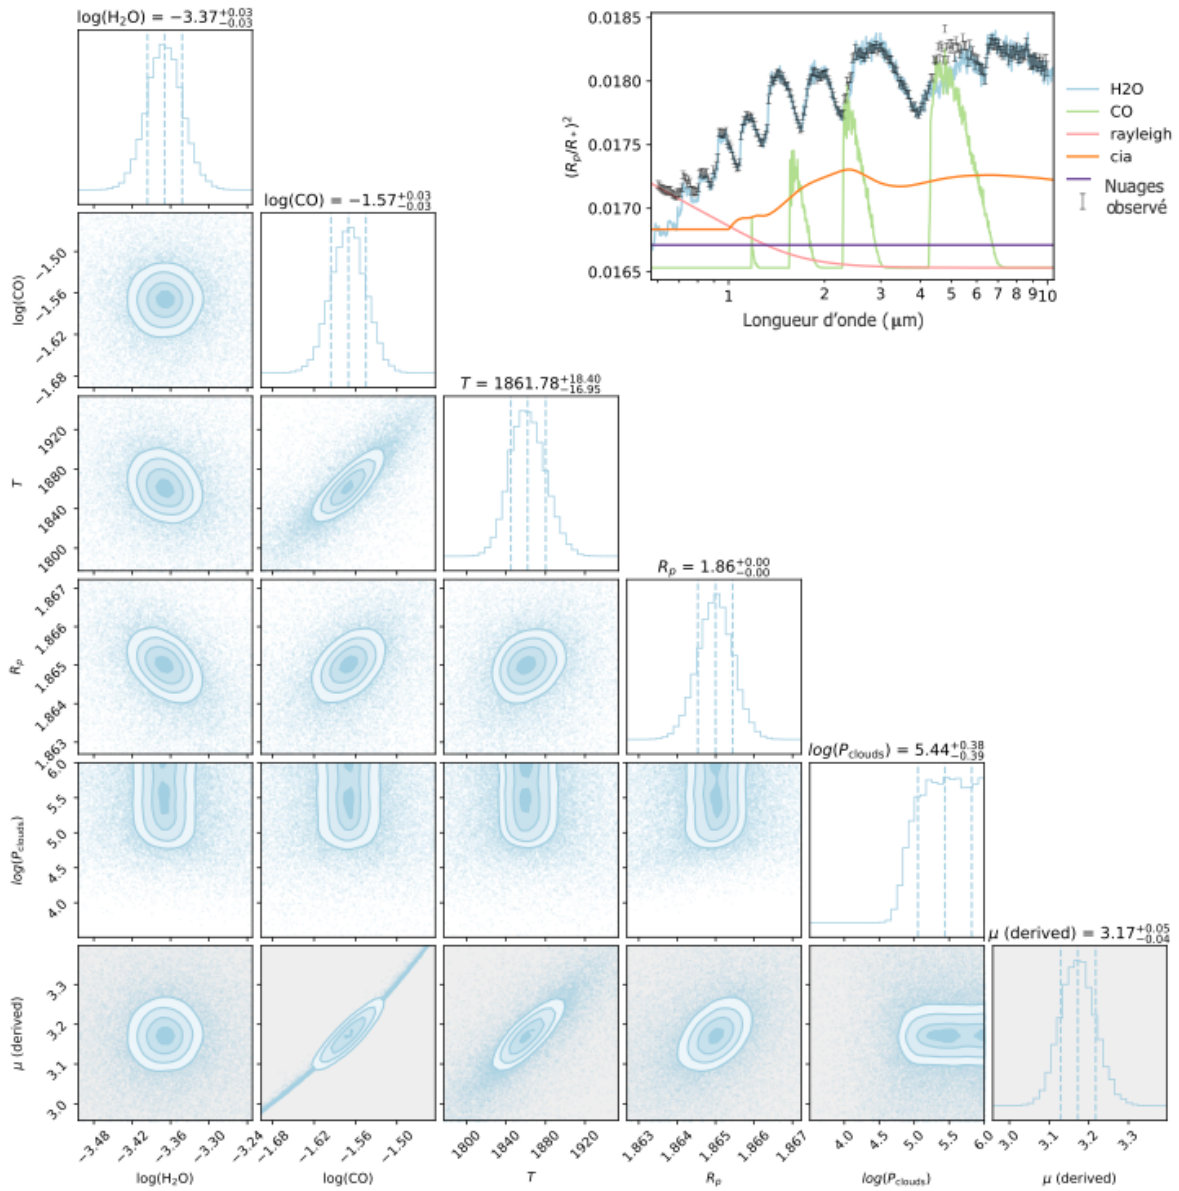 log(H₂O) = −3.37 +0.03 −0.03
0.0185
0.0180
0.0175
0.0170
0.0165
(Rₚ/R∗)²
1 2 3 4 5 6 7 8 9 10
Longueur d'onde (μm)
H2O
CO
rayleigh
cia
Nuages
observé
log(CO) = −1.57 +0.03 −0.03
log(CO)
−1.50
−1.56
−1.62
−1.68
T = 1861.78 +18.40 −16.95
T
1920
1880
1840
1800
Rₚ = 1.86 +0.00 −0.00
Rₚ
1.867
1.866
1.865
1.864
1.863
log(P_clouds) = 5.44 +0.38 −0.39
log(P_clouds)
6.0
5.5
5.0
4.5
4.0
μ (derived) = 3.17 +0.05 −0.04
μ (derived)
3.3
3.2
3.1
3.0
−3.48 −3.42 −3.36 −3.30 −3.24
−1.68 −1.62 −1.56 −1.50
1800 1840 1880 1920
1.863 1.864 1.865 1.866 1.867
4.0 4.5 5.0 5.5 6.0
3.0 3.1 3.2 3.3
log(H₂O) log(CO) T Rₚ log(P_clouds) μ (derived)